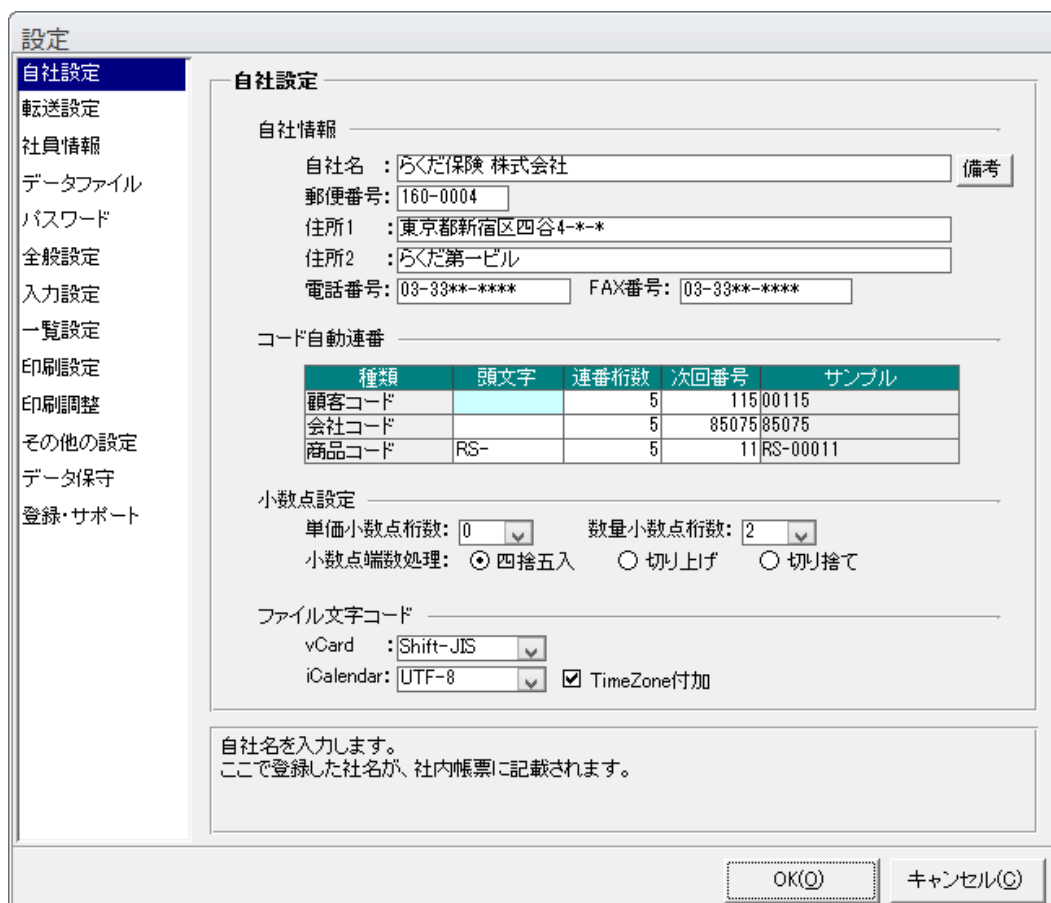 設定
自社設定
転送設定
社員情報
データファイル
パスワード
全般設定
入力設定
一覧設定
印刷設定
印刷調整
その他の設定
データ保守
登録・サポート
自社設定
自社情報
自社名 : らくだ保険 株式会社 備考
郵便番号: 160-0004
住所1 : 東京都新宿区四谷4-*-*
住所2 : らくだ第一ビル
電話番号: 03-33**-**** FAX番号: 03-33**-****
コード自動連番
種類 頭文字 連番桁数 次回番号 サンプル
顧客コード 5 115 00115
会社コード 5 85075 85075
商品コード RS- 5 11 RS-00011
小数点設定
単価小数点桁数: 0 数量小数点桁数: 2
小数点端数処理: 四捨五入 切り上げ 切り捨て
ファイル文字コード
vCard : Shift-JIS
iCalendar: UTF-8 TimeZone付加
自社名を入力します。
ここで登録した社名が、社内帳票に記載されます。
OK(O) キャンセル(C)